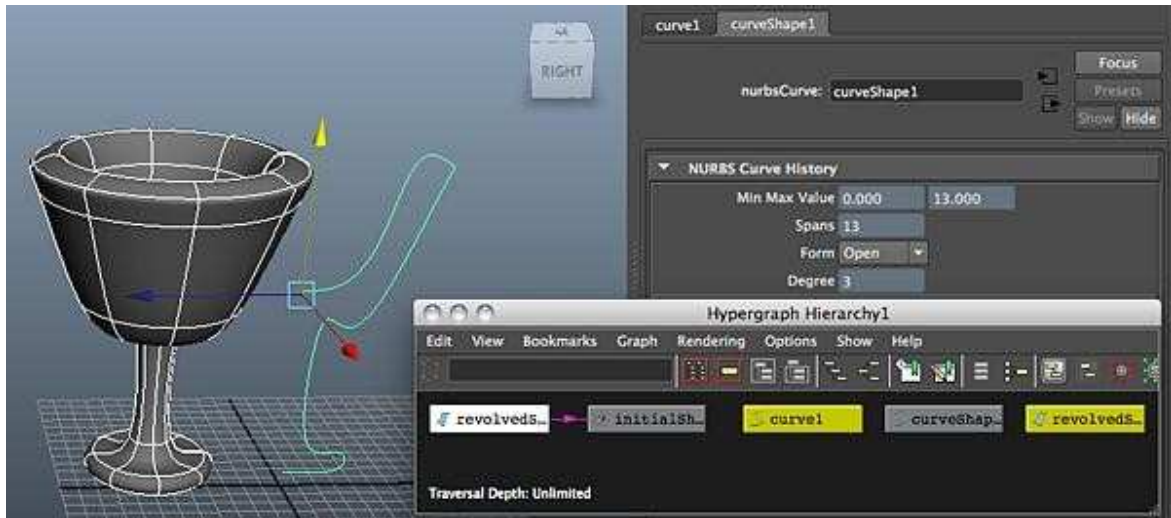 RIGHT
curve1 curveShape1
nurbsCurve: curveShape1
Focus
Presets
Show Hide
NURBS Curve History
Min Max Value 0.000 13.000
Spans 13
Form Open
Degree 3
Hypergraph Hierarchy1
Edit View Bookmarks Graph Rendering Options Show Help
revolvedS… initialSh… curve1 curveShap… revolvedS…
Traversal Depth: Unlimited